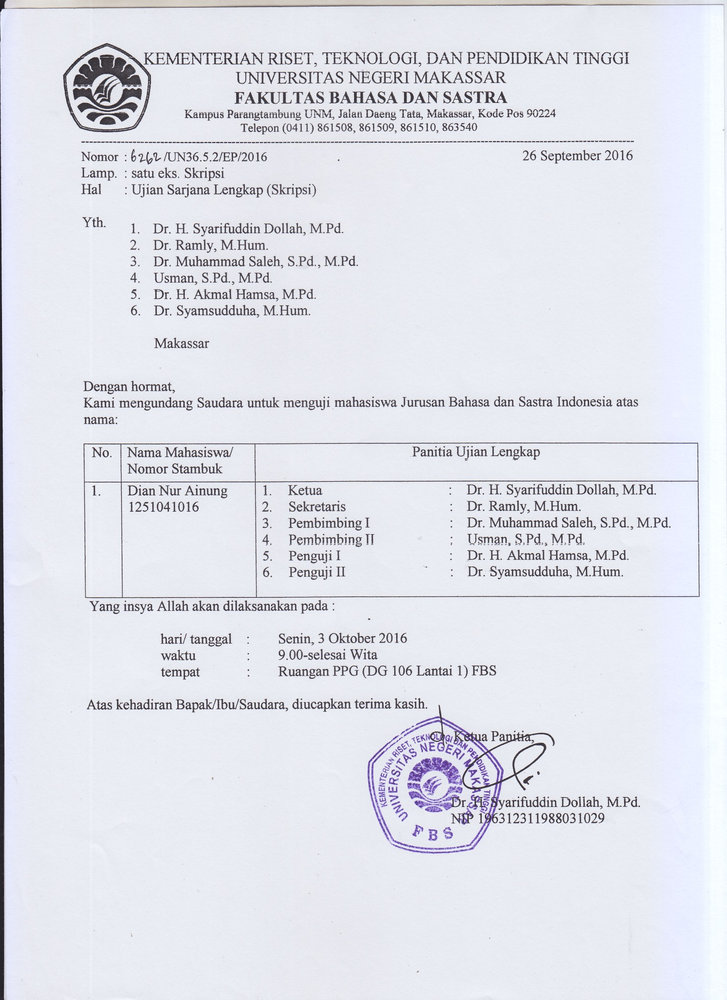 KEMENTERIAN RISET, TEKNOLOGI, DAN PENDIDIKAN TINGGI
UNIVERSITAS NEGERI MAKASSAR
FAKULTAS BAHASA DAN SASTRA
Kampus Parangtambung UNM, Jalan Daeng Tata, Makassar, Kode Pos 90224
Telepon (0411) 861508, 861509, 861510, 863540
Nomor : 6262/UN36.5.2/EP/2016 26 September 2016
Lamp. : satu eks. Skripsi
Hal : Ujian Sarjana Lengkap (Skripsi)
Yth.
1. Dr. H. Syarifuddin Dollah, M.Pd.
2. Dr. Ramly, M.Hum.
3. Dr. Muhammad Saleh, S.Pd., M.Pd.
4. Usman, S.Pd., M.Pd.
5. Dr. H. Akmal Hamsa, M.Pd.
6. Dr. Syamsudduha, M.Hum.
Makassar
Dengan hormat,
Kami mengundang Saudara untuk menguji mahasiswa Jurusan Bahasa dan Sastra Indonesia atas
nama:
No. Nama Mahasiswa/ Panitia Ujian Lengkap
Nomor Stambuk
1. Dian Nur Ainung 1. Ketua : Dr. H. Syarifuddin Dollah, M.Pd.
1251041016 2. Sekretaris : Dr. Ramly, M.Hum.
3. Pembimbing I : Dr. Muhammad Saleh, S.Pd., M.Pd.
4. Pembimbing II : Usman, S.Pd., M.Pd.
5. Penguji I : Dr. H. Akmal Hamsa, M.Pd.
6. Penguji II : Dr. Syamsudduha, M.Hum.
Yang insya Allah akan dilaksanakan pada :
hari/ tanggal : Senin, 3 Oktober 2016
waktu : 9.00-selesai Wita
tempat : Ruangan PPG (DG 106 Lantai 1) FBS
Atas kehadiran Bapak/Ibu/Saudara, diucapkan terima kasih.
Ketua Panitia,
KEMENTERIAN RISET, TEKNOLOGI DAN PENDIDIKAN TINGGI
UNIVERSITAS NEGERI MAKASSAR
FBS
Dr. H. Syarifuddin Dollah, M.Pd.
NIP 196312311988031029